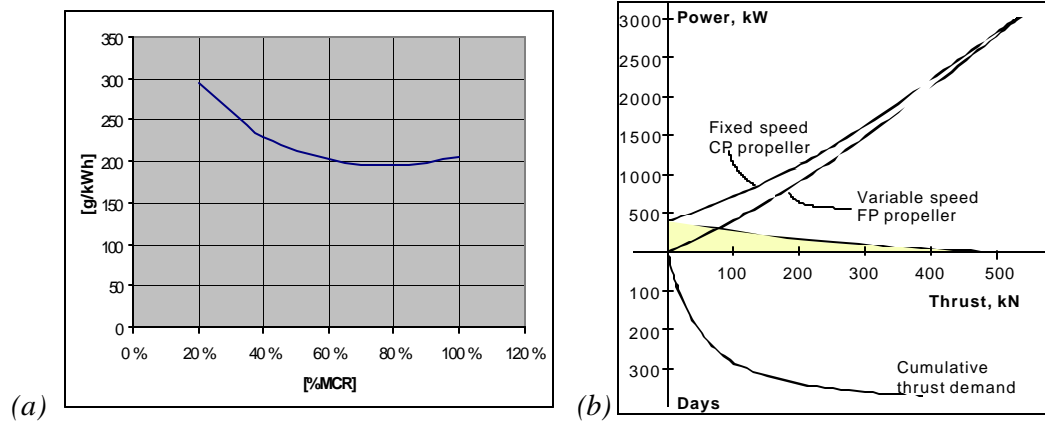 350
300
250
200
150
100
50
0
0 % 20 % 40 % 60 % 80 % 100 % 120 %
[%MCR]
[g/kWh]
(a)
Power, kW
3000
2500
2000
1500
1000
500
Fixed speed
CP propeller
Variable speed
FP propeller
100 200 300 400 500
Thrust, kN
100
200
300
Cumulative
thrust demand
Days
(b)